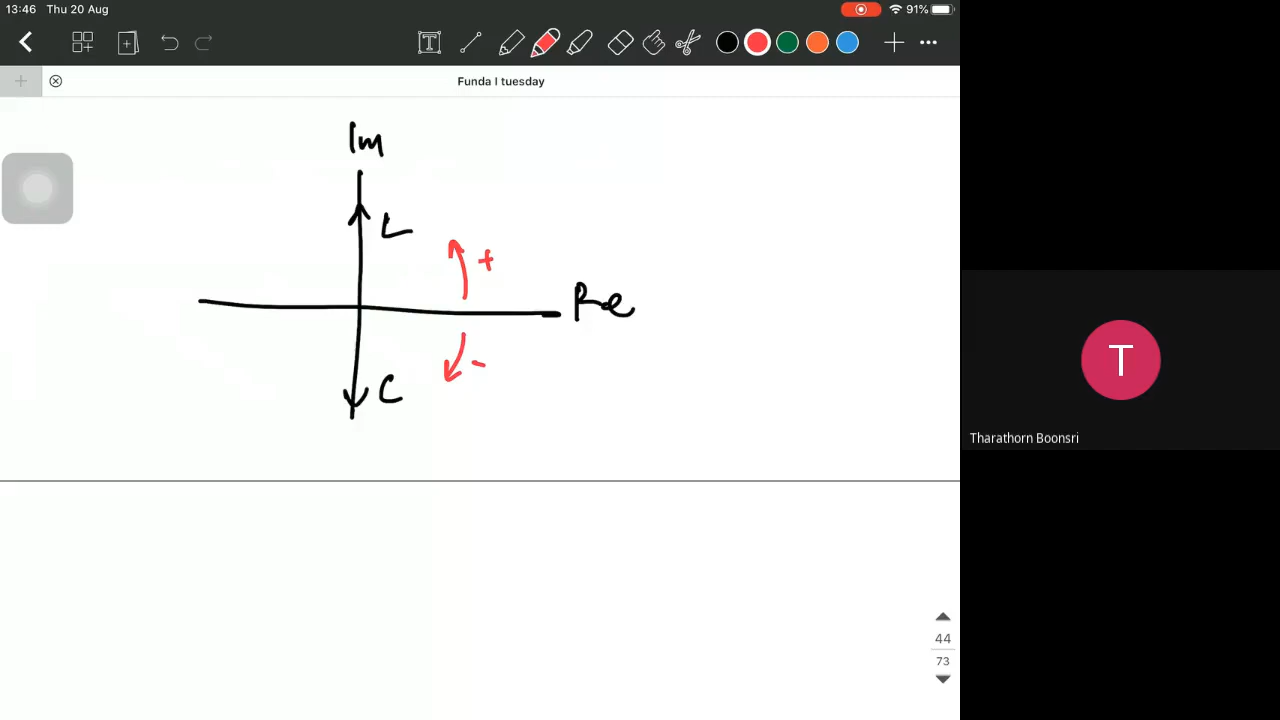 13:46 Thu 20 Aug
91%
T
Funda I tuesday
Im
L
+
Re
-
C
T
Tharathorn Boonsri
44
73